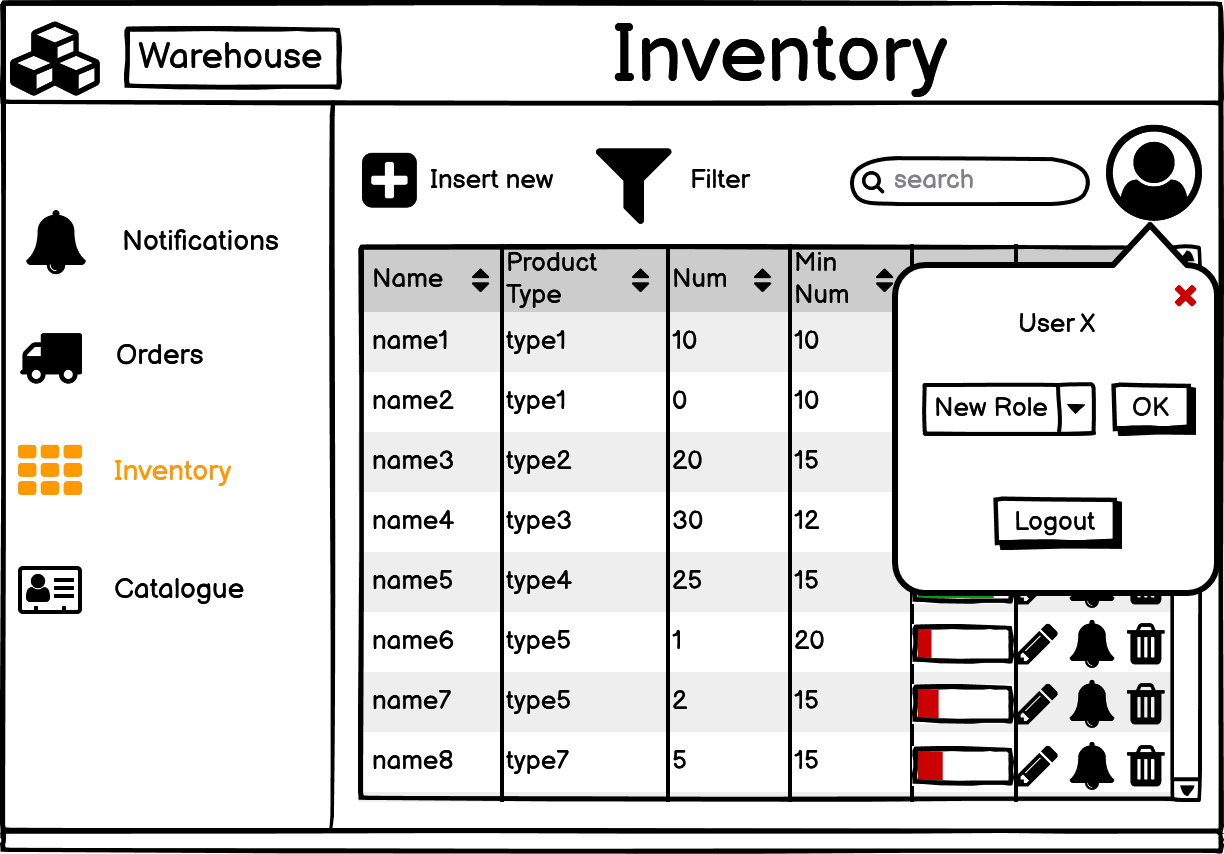 Warehouse
Inventory
Insert new
Filter
search
Notifications
Orders
Inventory
Catalogue
Name Product Type Num Min Num
name1 type1 10 10
name2 type1 0 10
name3 type2 20 15
name4 type3 30 12
name5 type4 25 15
name6 type5 1 20
name7 type5 2 15
name8 type7 5 15
User X
New Role OK
Logout